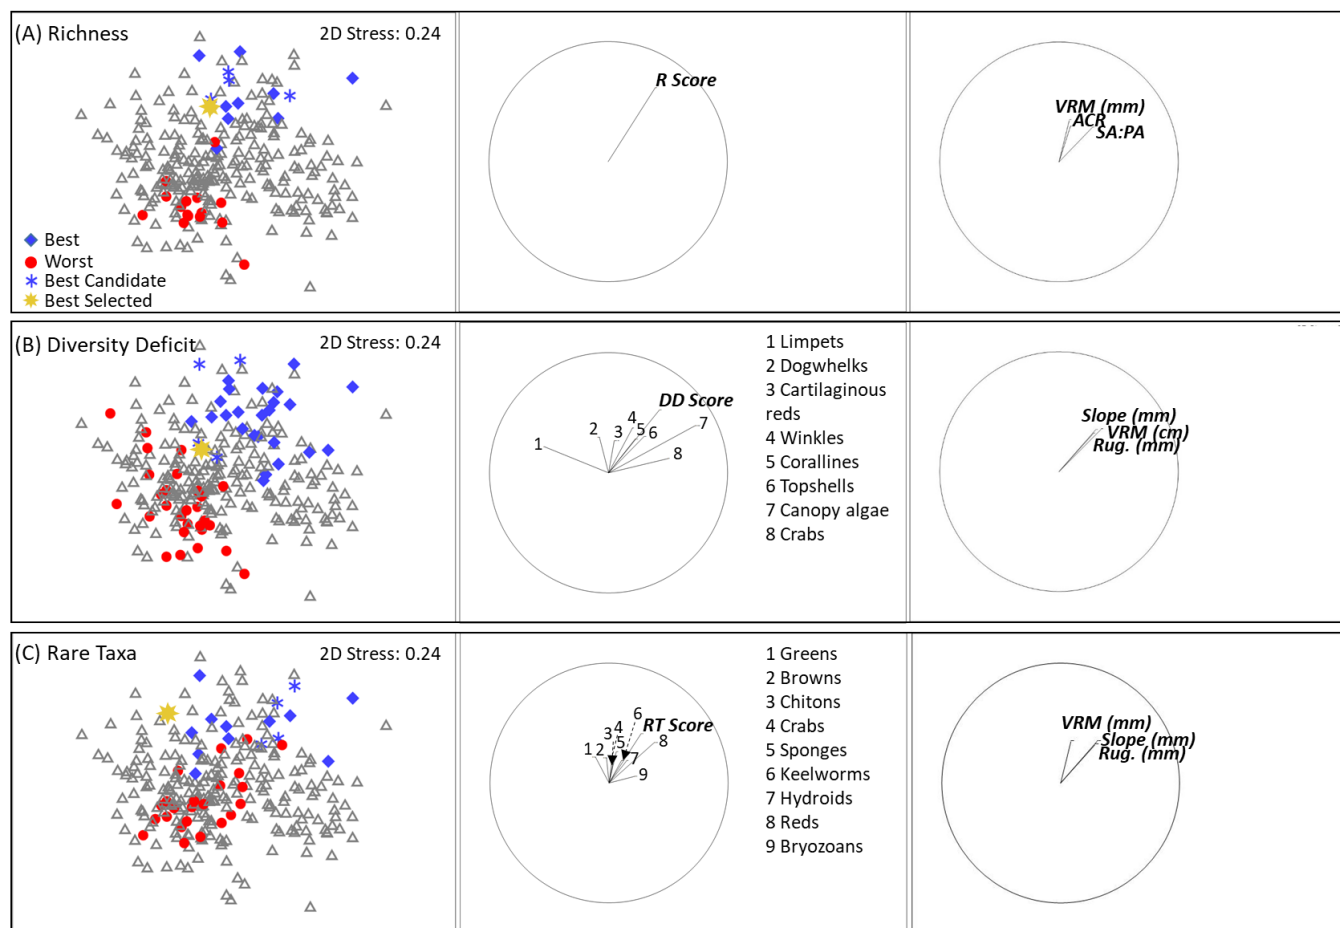 (A) Richness
2D Stress: 0.24
Best
Worst
Best Candidate
Best Selected
R Score
VRM (mm)
ACR
SA:PA
(B) Diversity Deficit
2D Stress: 0.24
DD Score
1
2
3
4
5
6
7
8
1 Limpets
2 Dogwhelks
3 Cartilaginous
reds
4 Winkles
5 Corallines
6 Topshells
7 Canopy algae
8 Crabs
Slope (mm)
VRM (cm)
Rug. (mm)
(C) Rare Taxa
2D Stress: 0.24
RT Score
1
2
3
4
5
6
7
8
9
1 Greens
2 Browns
3 Chitons
4 Crabs
5 Sponges
6 Keelworms
7 Hydroids
8 Reds
9 Bryozoans
VRM (mm)
Slope (mm)
Rug. (mm)